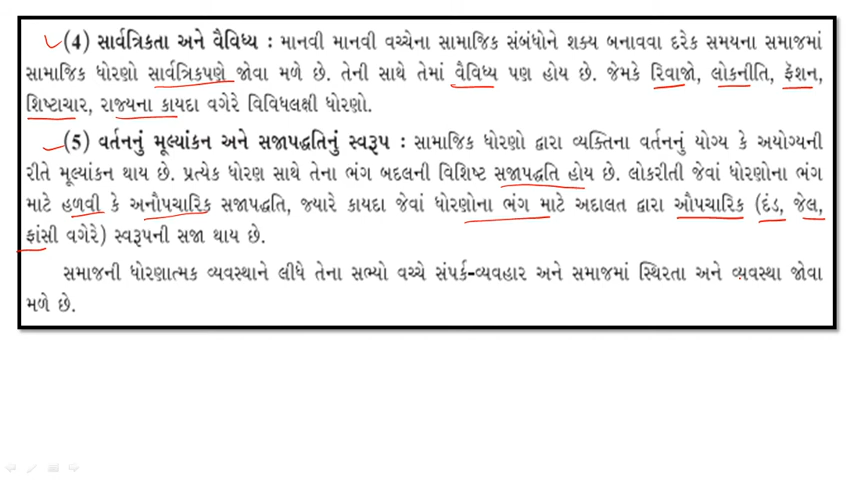 (4) સાર્વત્રિકતા અને વૈવિધ્ય : માનવી માનવી વચ્ચેના સામાજિક સંબંધોને શક્ય બનાવવા દરેક સમયના સમાજમાં
સામાજિક ધોરણો સાર્વત્રિકપણે જોવા મળે છે. તેની સાથે તેમાં વૈવિધ્ય પણ હોય છે. જેમકે રિવાજો, લોકનીતિ, ફૅશન,
શિષ્ટાચાર, રાજ્યના કાયદા વગેરે વિવિધલક્ષી ધોરણો.
(5) વર્તનનું મૂલ્યાંકન અને સજાપદ્ધતિનું સ્વરૂપ : સામાજિક ધોરણો દ્વારા વ્યક્તિના વર્તનનું યોગ્ય કે અયોગ્યની
રીતે મૂલ્યાંકન થાય છે. પ્રત્યેક ધોરણ સાથે તેના ભંગ બદલની વિશિષ્ટ સજાપદ્ધતિ હોય છે. લોકરીતી જેવાં ધોરણોના ભંગ
માટે હળવી કે અનૌપચારિક સજાપદ્ધતિ, જ્યારે કાયદા જેવાં ધોરણોના ભંગ માટે અદાલત દ્વારા ઔપચારિક (દંડ, જેલ,
ફાંસી વગેરે) સ્વરૂપની સજા થાય છે.
સમાજની ધોરણાત્મક વ્યવસ્થાને લીધે તેના સભ્યો વચ્ચે સંપર્ક-વ્યવહાર અને સમાજમાં સ્થિરતા અને વ્યવસ્થા જોવા
મળે છે.